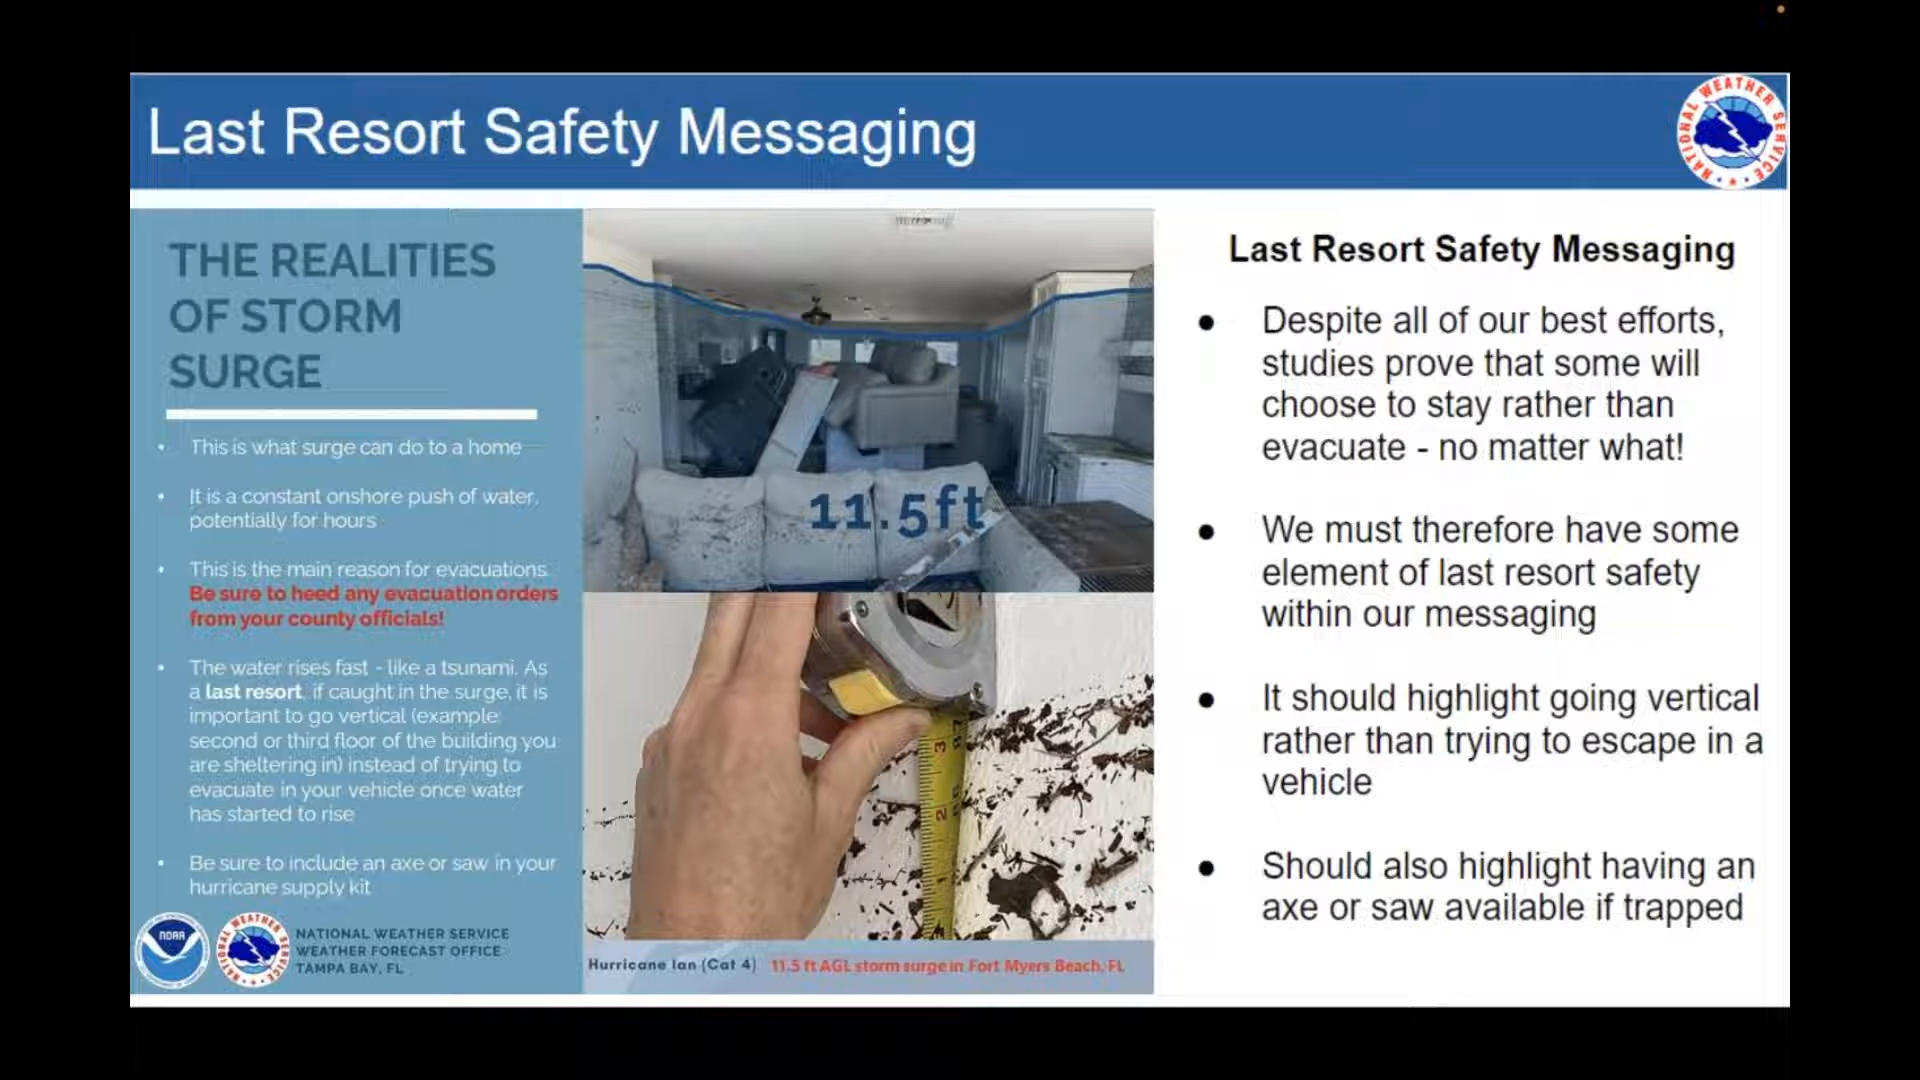 Last Resort Safety Messaging
NATIONAL WEATHER SERVICE
THE REALITIES
OF STORM
SURGE
• This is what surge can do to a home
• It is a constant onshore push of water,
potentially for hours
• This is the main reason for evacuations.
Be sure to heed any evacuation orders
from your county officials!
• The water rises fast - like a tsunami. As
a last resort, if caught in the surge, it is
important to go vertical (example:
second or third floor of the building you
are sheltering in) instead of trying to
evacuate in your vehicle once water
has started to rise
• Be sure to include an axe or saw in your
hurricane supply kit
NOAA
NATIONAL WEATHER SERVICE
NATIONAL WEATHER SERVICE
WEATHER FORECAST OFFICE
TAMPA BAY, FL
11.5ft
3
2
1
Hurricane Ian (Cat 4) 11.5 ft AGL storm surge in Fort Myers Beach, FL
Last Resort Safety Messaging
● Despite all of our best efforts,
studies prove that some will
choose to stay rather than
evacuate - no matter what!
● We must therefore have some
element of last resort safety
within our messaging
● It should highlight going vertical
rather than trying to escape in a
vehicle
● Should also highlight having an
axe or saw available if trapped